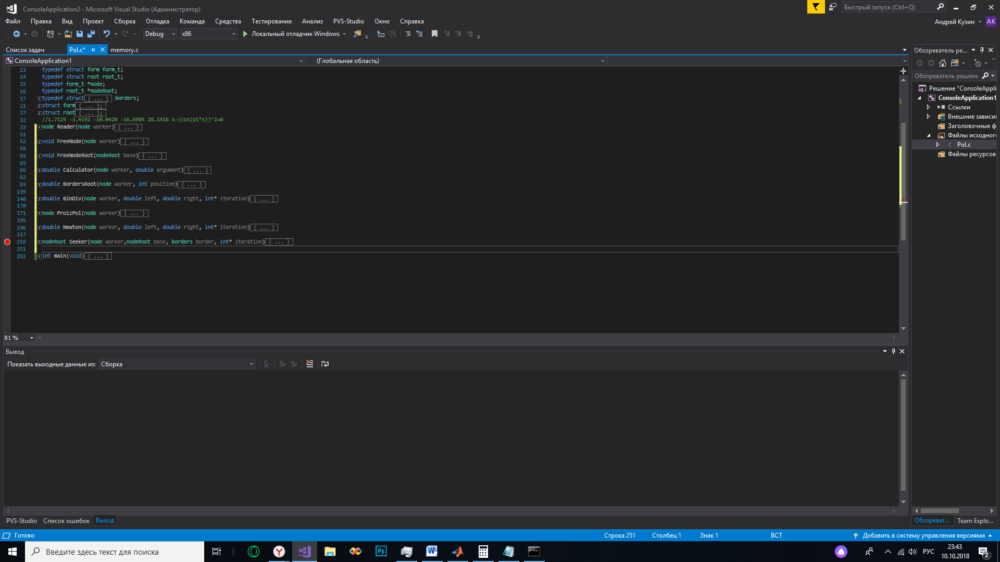 ConsoleApplication2 - Microsoft Visual Studio (Администратор)
Быстрый запуск (Ctrl+Q)
Файл Правка Вид Проект Сборка Отладка Команда Средства Тестирование Анализ PVS-Studio Окно Справка
Андрей Кузин AK
Debug x86 Локальный отладчик Windows
Список задач Pol.c* memory.c
ConsoleApplication1 (Глобальная область)
13 typedef struct form form_t;
14 typedef struct root root_t;
15 typedef form_t *node;
16 typedef root_t *nodeRoot;
17 typedef struct{ ... } borders;
21 struct form{ ... };
27 struct root{ ... };
32 //1.7125 -3.4192 -10.0420 -16.6985 28.1418 x-(cos(pi*x))^2=0
33 node Reader(node worker){ ... }
51
52 void FreeNode(node worker){ ... }
58
59 void FreeNodeRoot(nodeRoot base){ ... }
65
66 double Calculator(node worker, double argument){ ... }
82
83 double BordersRoot(node worker, int position){ ... }
139
140 double BinDiv(node worker, double left, double right, int* iteration){ ... }
170
171 node ProizPol(node worker){ ... }
195
196 double Newton(node worker, double left, double right, int* iteration){ ... }
217
218 nodeRoot Seeker(node worker,nodeRoot base, borders border, int* iteration){ ... }
251
252 int main(void){ ... }
81 %
Обозреватель ре...
Обозреватель решени
Решение "ConsoleAppli
ConsoleApplication1
Ссылки
Внешние зависи
Заголовочные ф
Файлы исходного
Pol.c
Файлы ресурсов
Обозреват... Team Explo...
Вывод
Показать выходные данные из: Сборка
PVS-Studio Список ошибок Вывод
Готово Строка 251 Столбец 1 Знак 1 ВСТ Добавить в систему управления версиями
Введите здесь текст для поиска
Ps
РУС
23:43
10.10.2018
2